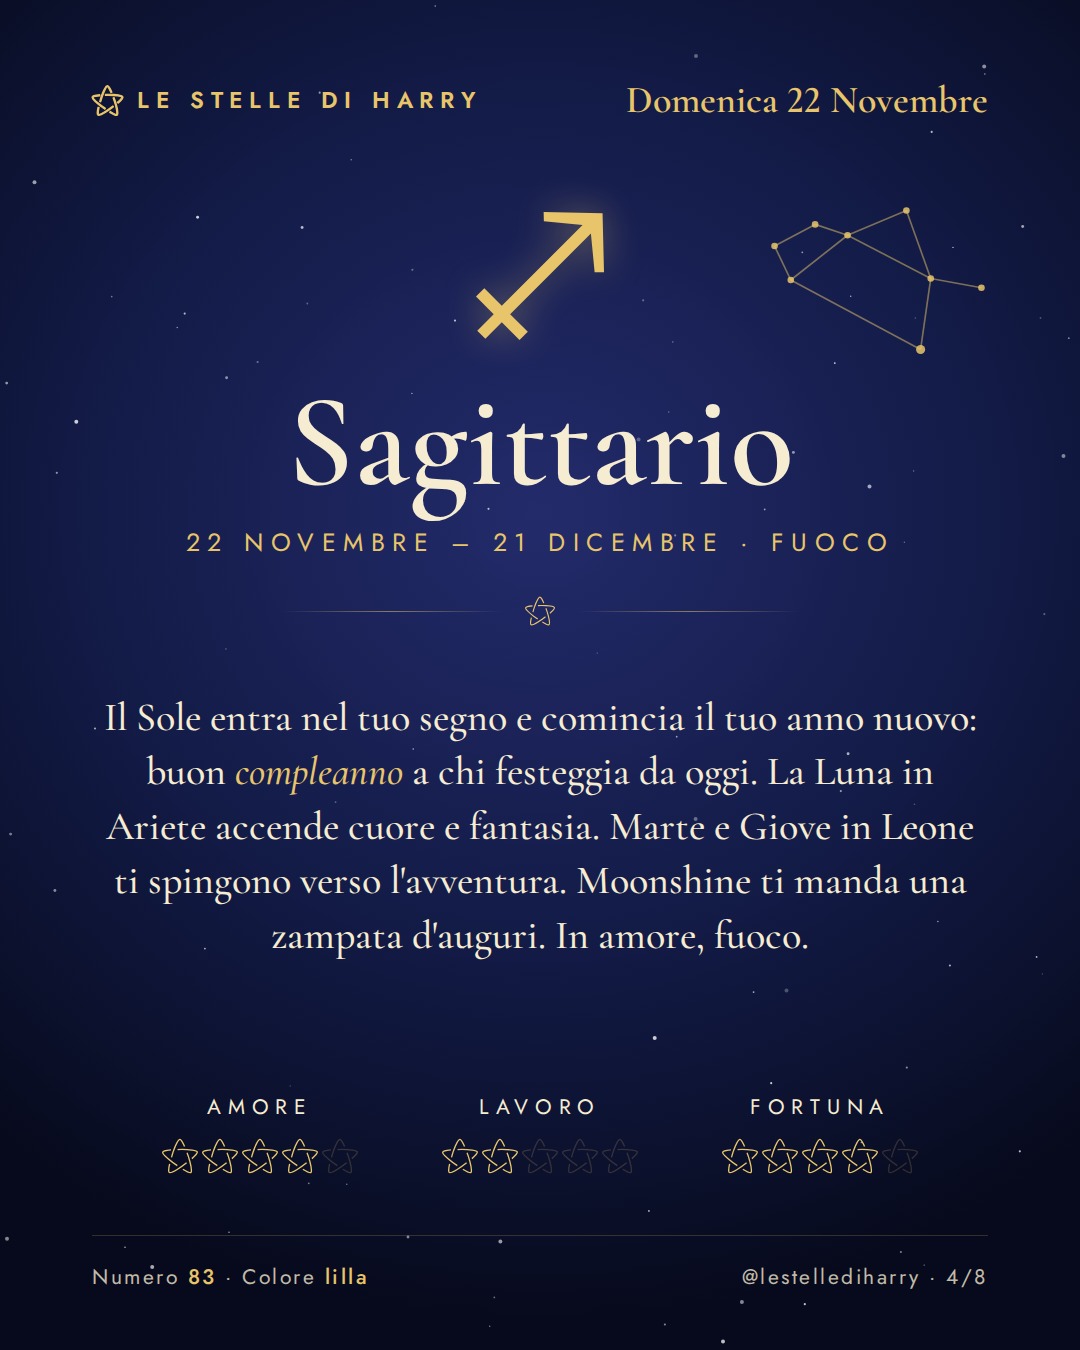 LE STELLE DI HARRY
Domenica 22 Novembre
Sagittario
22 NOVEMBRE – 21 DICEMBRE · FUOCO
Il Sole entra nel tuo segno e comincia il tuo anno nuovo:
buon compleanno a chi festeggia da oggi. La Luna in
Ariete accende cuore e fantasia. Marte e Giove in Leone
ti spingono verso l'avventura. Moonshine ti manda una
zampata d'auguri. In amore, fuoco.
AMORE
LAVORO
FORTUNA
Numero 83 · Colore lilla
@lestellediharry · 4/8